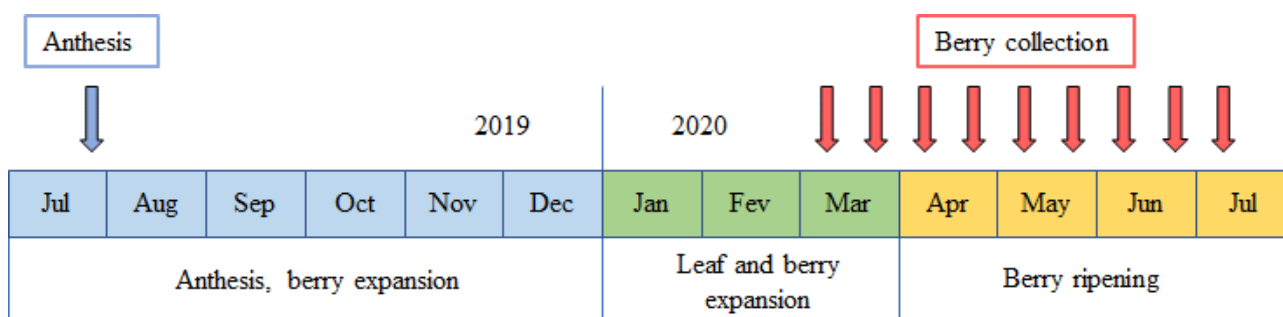 Anthesis
Berry collection
2019
2020
Jul
Aug
Sep
Oct
Nov
Dec
Jan
Fev
Mar
Apr
May
Jun
Jul
Anthesis, berry expansion
Leaf and berry
expansion
Berry ripening